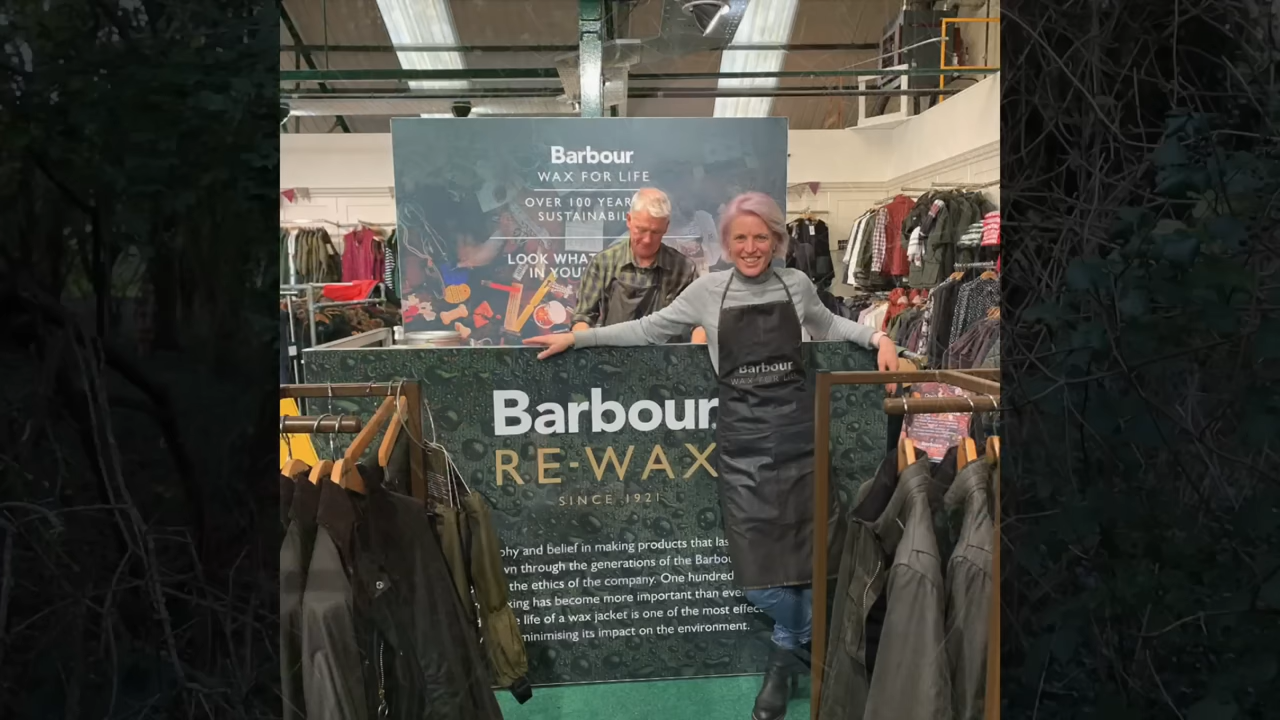 Barbour
WAX FOR LIFE
OVER 100 YEAR
SUSTAINABIL
LOOK WHAT
IN YOU
Barbour
WAX FOR LIFE
Barbour
RE-WAX
SINCE 1921
phy and belief in making products that las
wn through the generations of the Barbou
the ethics of the company. One hundred
xing has become more important than eve
e life of a wax jacket is one of the most effec
minimising its impact on the environment.